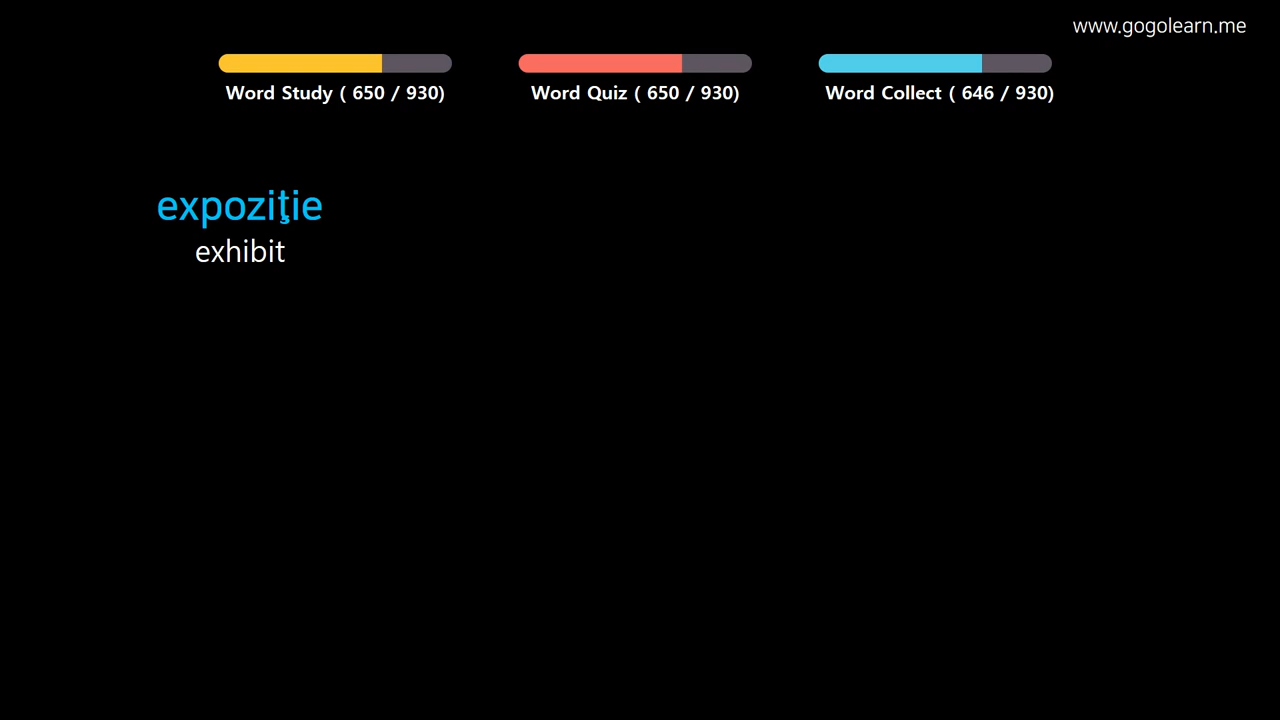 www.gogolearn.me
Word Study ( 650 / 930)
Word Quiz ( 650 / 930)
Word Collect ( 646 / 930)
expoziţie
exhibit